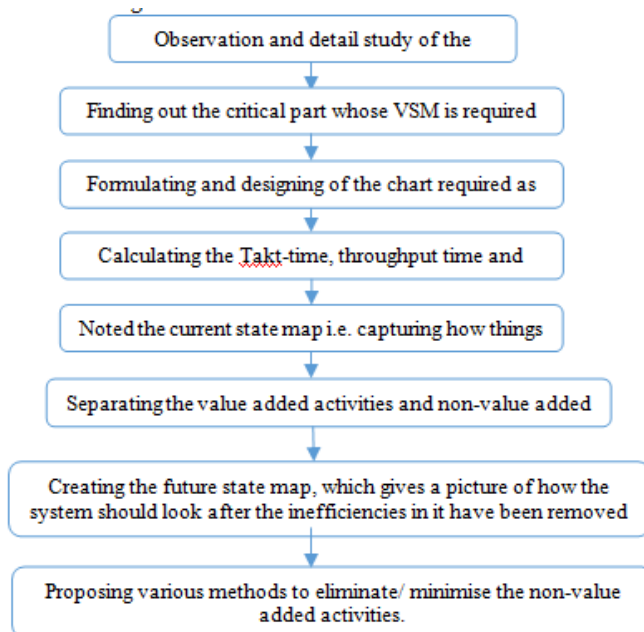 Observation and detail study of the
Finding out the critical part whose VSM is required
Formulating and designing of the chart required as
Calculating the Takt-time, throughput time and
Noted the current state map i.e. capturing how things
Separating the value added activities and non-value added
Creating the future state map, which gives a picture of how the
system should look after the inefficiencies in it have been removed
Proposing various methods to eliminate/ minimise the non-value
added activities.